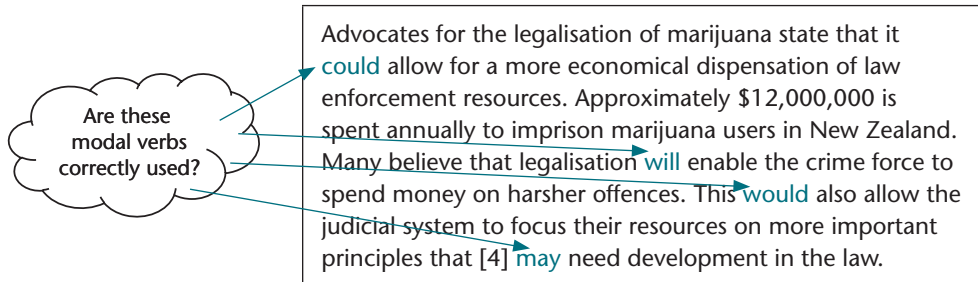 Are these
modal verbs
correctly used?
Advocates for the legalisation of marijuana state that it
could allow for a more economical dispensation of law
enforcement resources. Approximately $12,000,000 is
spent annually to imprison marijuana users in New Zealand.
Many believe that legalisation will enable the crime force to
spend money on harsher offences. This would also allow the
judicial system to focus their resources on more important
principles that [4] may need development in the law.